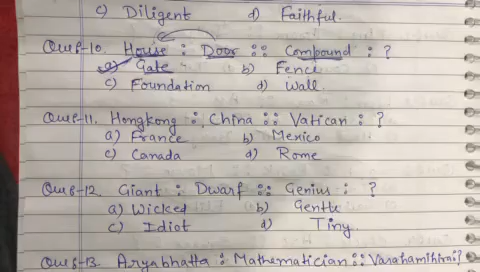 c) Diligent d) Faithful.
Ques-10. House : Door :: Compound : ?
a) Gate b) Fence
c) Foundation d) Wall.
Ques-11. Hongkong : China :: Vatican : ?
a) France b) Mexico
c) Canada d) Rome
Ques-12. Giant : Dwarf :: Genius : ?
a) Wicked b) Gentle
c) Idiot d) Tiny
Ques-13. Aryabhatta : Mathematician :: Varahamihira : ?